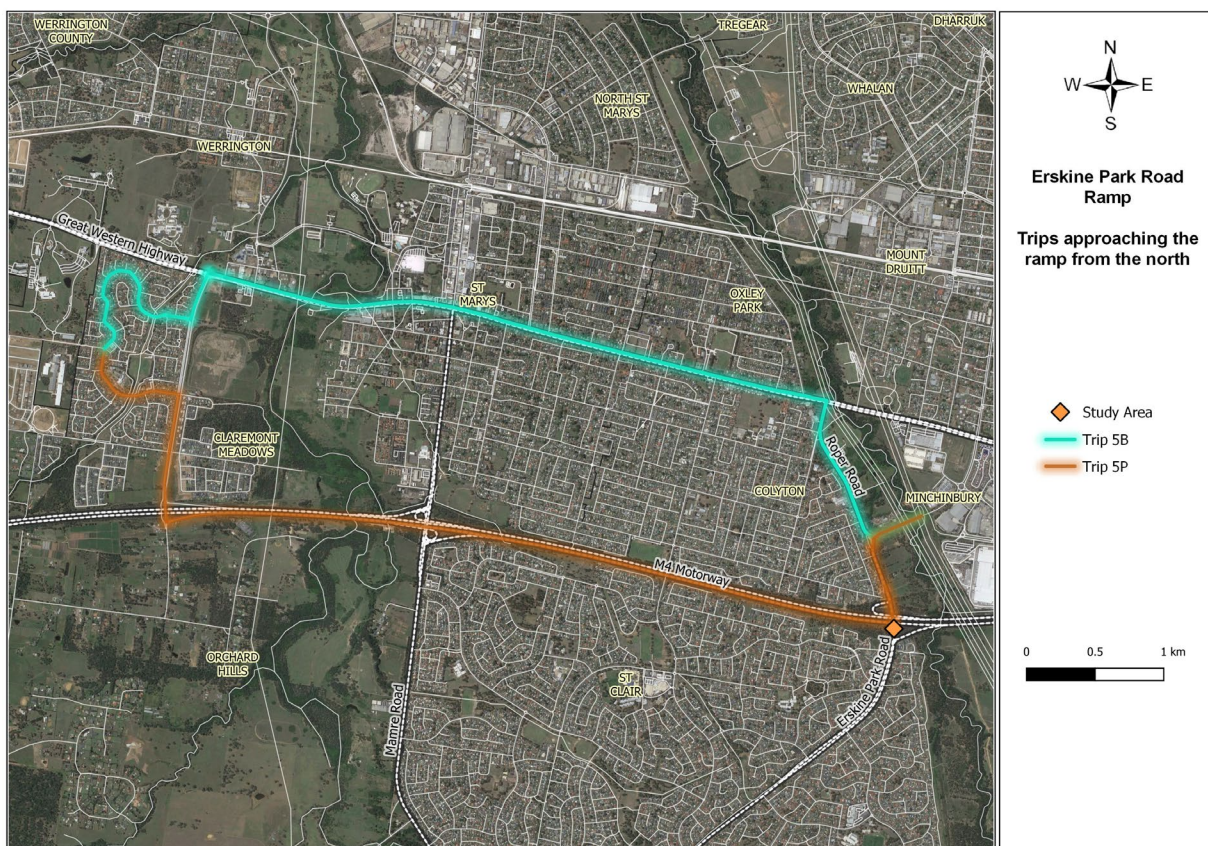 WERRINGTON
COUNTY
TREGEAR
DHARRUK
NORTH ST
MARYS
WHALAN
WERRINGTON
Great Western Highway
MOUNT
DRUITT
ST
MARYS
OXLEY
PARK
CLAREMONT
MEADOWS
Roper Road
COLYTON
MINCHINBURY
M4 Motorway
ORCHARD
HILLS
ST
CLAIR
Mamre Road
Erskine Park Road
N
W
E
S
Erskine Park Road
Ramp
Trips approaching the
ramp from the north
Study Area
Trip 5B
Trip 5P
0 0.5 1 km